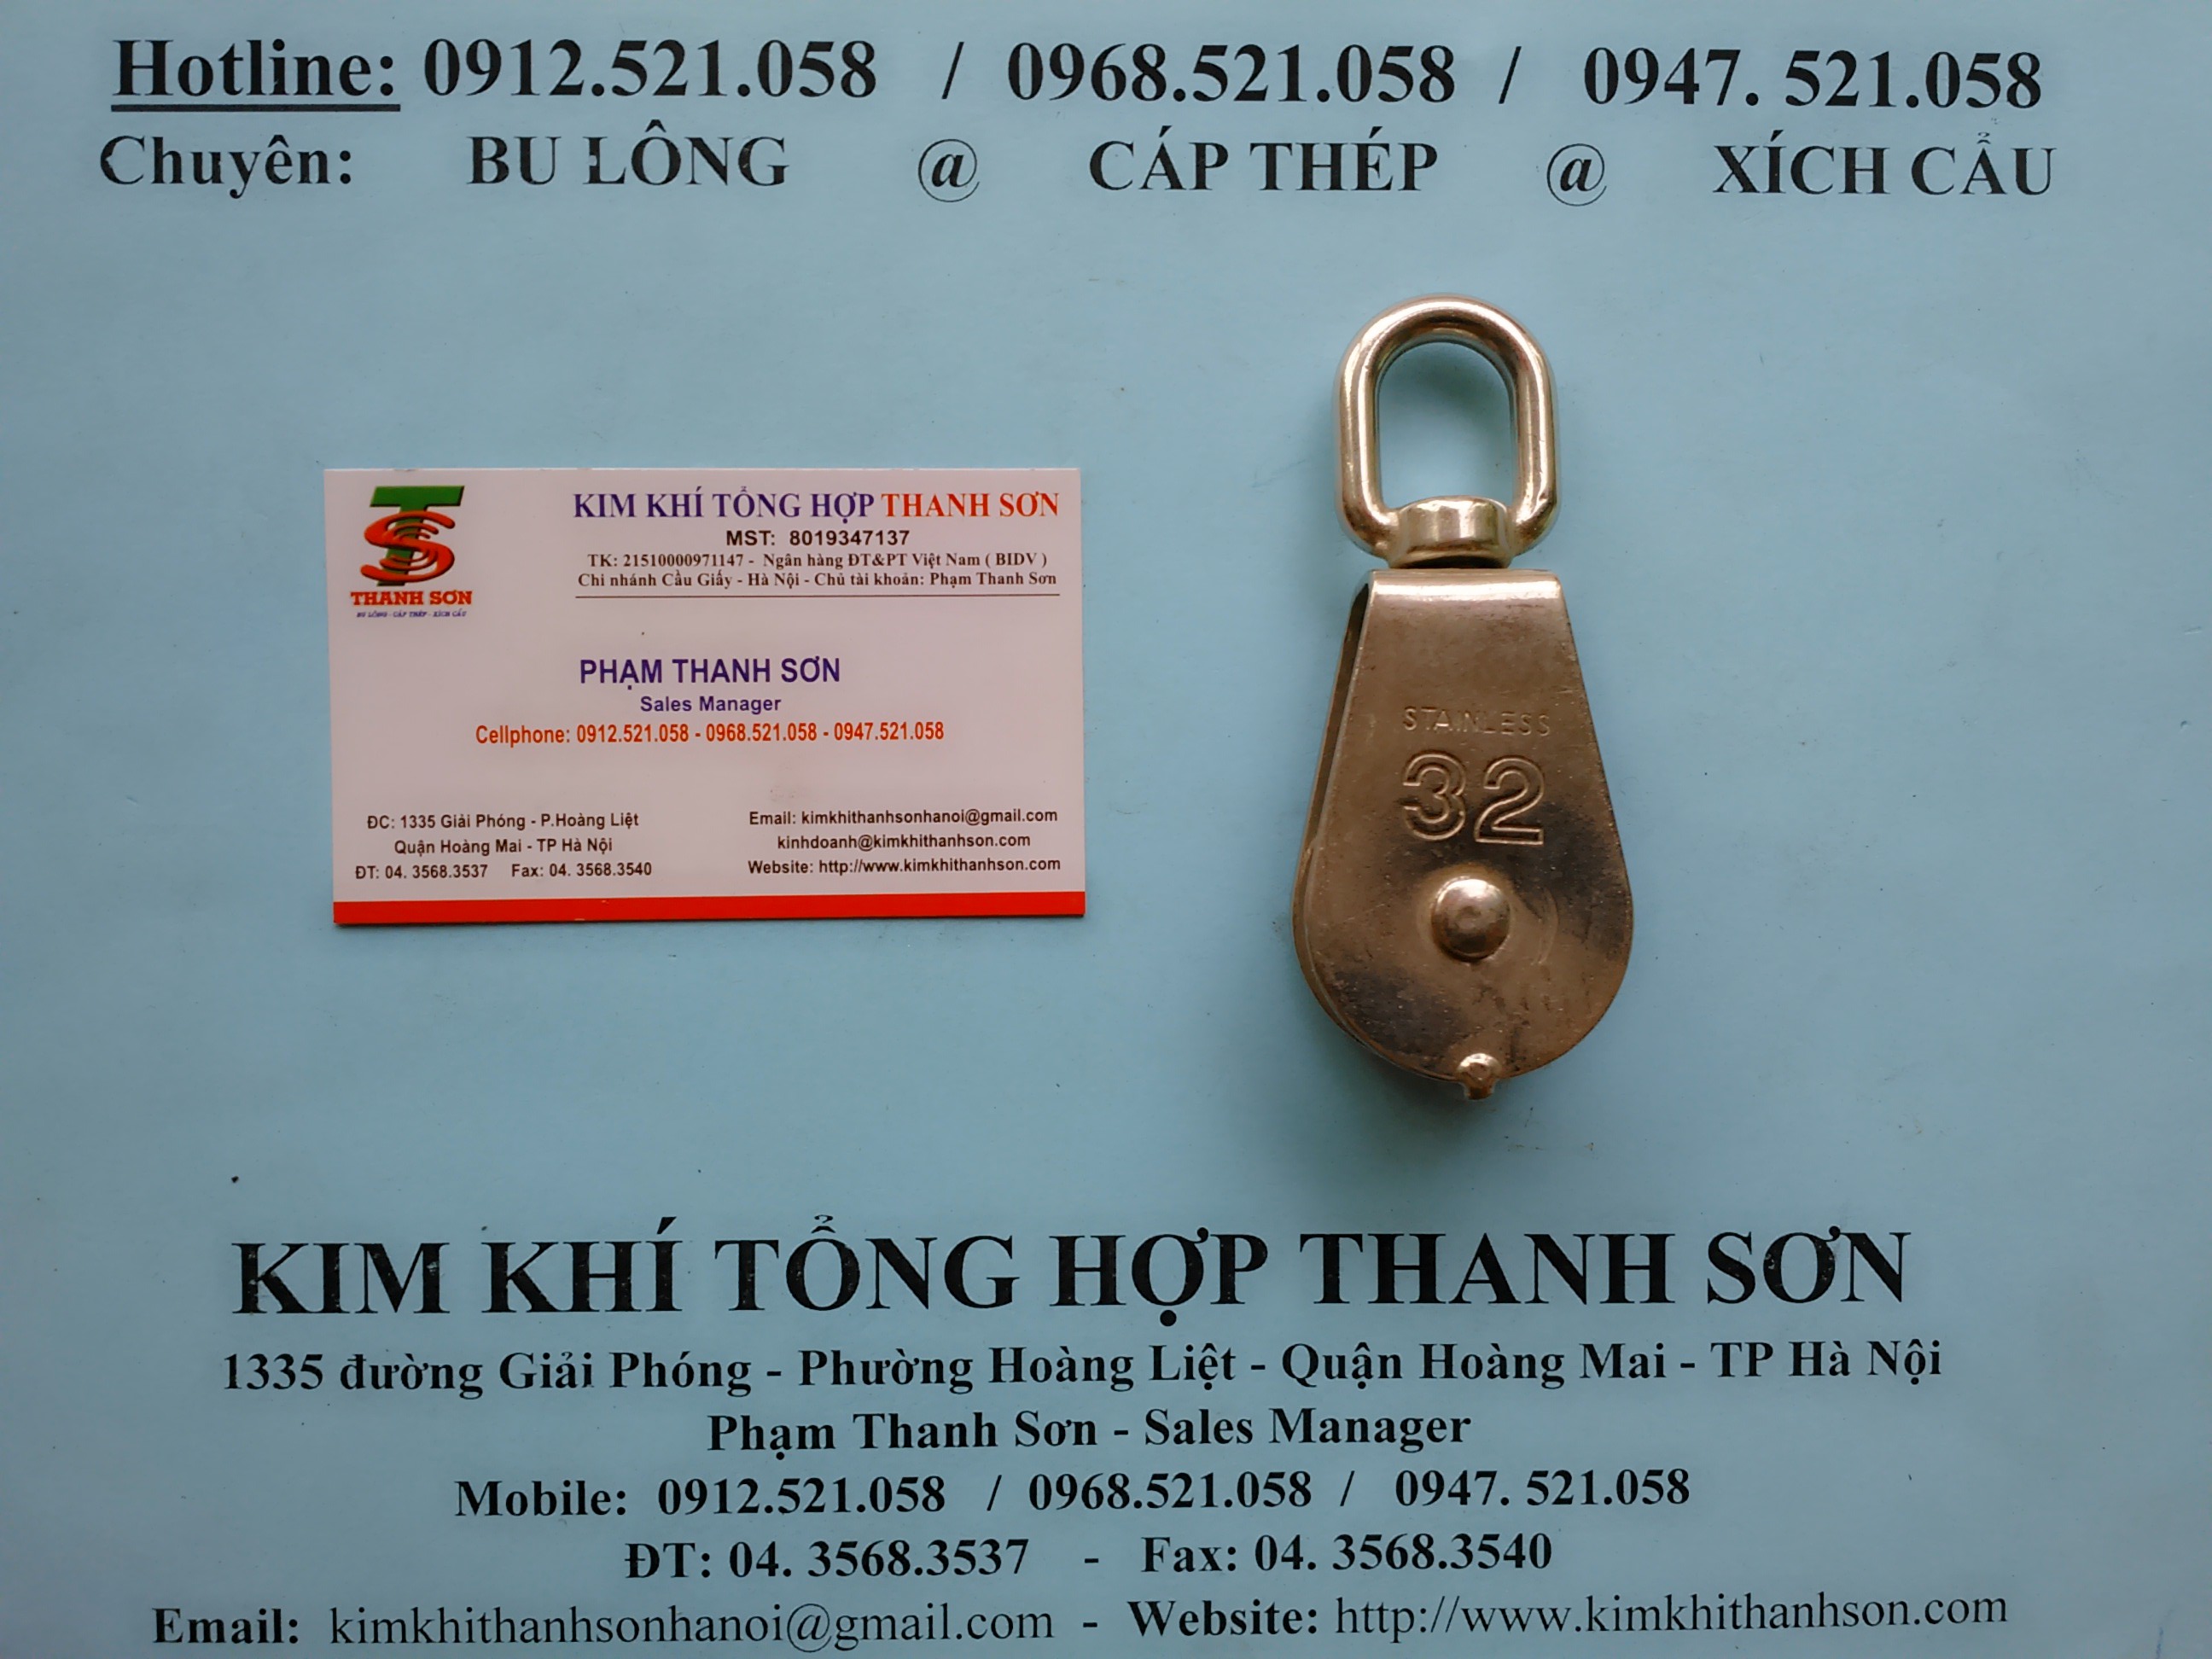 Hotline: 0912.521.058 / 0968.521.058 / 0947. 521.058
Chuyên: BU LÔNG @ CÁP THÉP @ XÍCH CẨU
TS
THANH SƠN
BU LÔNG - CÁP THÉP - XÍCH CẨU
KIM KHÍ TỔNG HỢP THANH SƠN
MST: 8019347137
TK: 21510000971147 - Ngân hàng ĐT&PT Việt Nam ( BIDV )
Chi nhánh Cầu Giấy - Hà Nội - Chủ tài khoản: Phạm Thanh Sơn
PHẠM THANH SƠN
Sales Manager
Cellphone: 0912.521.058 - 0968.521.058 - 0947.521.058
ĐC: 1335 Giải Phóng - P.Hoàng Liệt
Quận Hoàng Mai - TP Hà Nội
ĐT: 04. 3568.3537 Fax: 04. 3568.3540
Email: kimkhithanhsonhanoi@gmail.com
kinhdoanh@kimkhithanhson.com
Website: http://www.kimkhithanhson.com
STAINLESS
32
KIM KHÍ TỔNG HỢP THANH SƠN
1335 đường Giải Phóng - Phường Hoàng Liệt - Quận Hoàng Mai - TP Hà Nội
Phạm Thanh Sơn - Sales Manager
Mobile: 0912.521.058 / 0968.521.058 / 0947. 521.058
ĐT: 04. 3568.3537 - Fax: 04. 3568.3540
Email: kimkhithanhsonhanoi@gmail.com - Website: http://www.kimkhithanhson.com